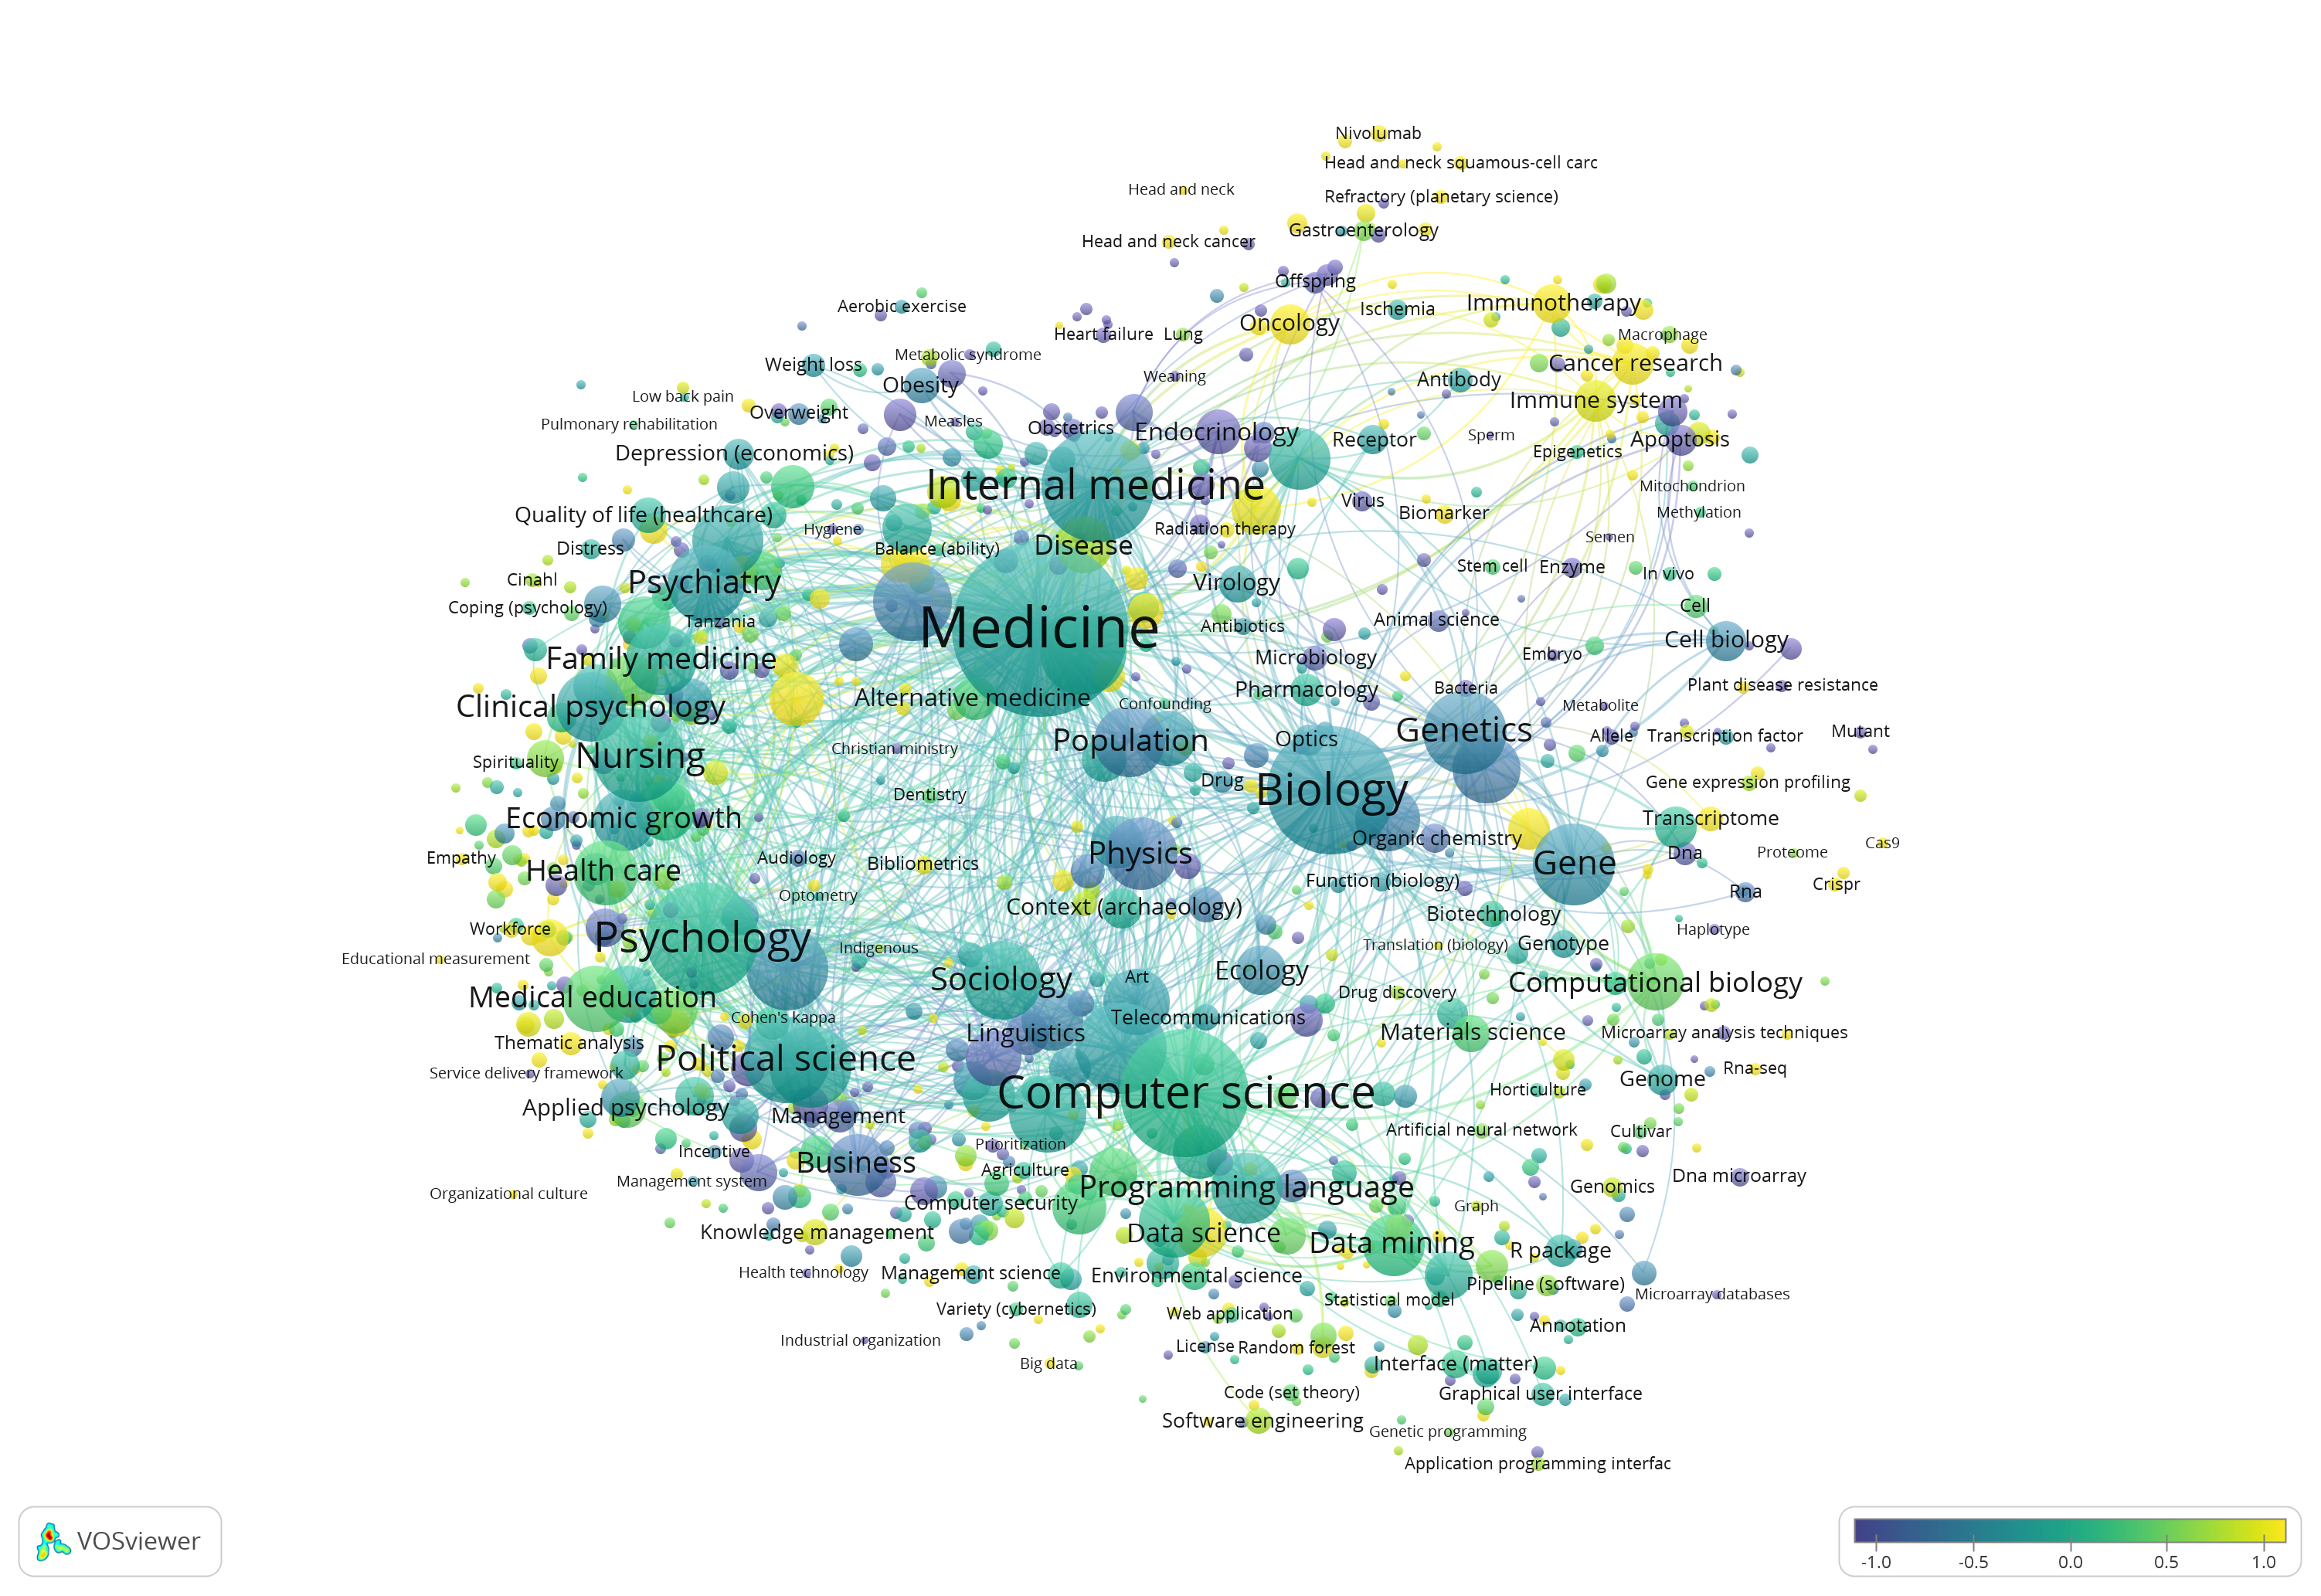 Nivolumab
Head and neck squamous-cell carc
Head and neck
Refractory (planetary science)
Gastroenterology
Head and neck cancer
Offspring
Aerobic exercise
Ischemia
Immunotherapy
Oncology
Heart failure
Lung
Macrophage
Metabolic syndrome
Weight loss
Cancer research
Weaning
Antibody
Obesity
Low back pain
Immune system
Overweight
Measles
Pulmonary rehabilitation
Obstetrics
Endocrinology
Sperm
Receptor
Apoptosis
Depression (economics)
Epigenetics
Internal medicine
Mitochondrion
Virus
Biomarker
Methylation
Quality of life (healthcare)
Hygiene
Radiation therapy
Semen
Distress
Balance (ability)
Disease
Stem cell
Enzyme
In vivo
Cinahl
Psychiatry
Virology
Coping (psychology)
Cell
Tanzania
Medicine
Antibiotics
Animal science
Cell biology
Family medicine
Microbiology
Embryo
Plant disease resistance
Alternative medicine
Pharmacology
Bacteria
Clinical psychology
Confounding
Metabolite
Genetics
Mutant
Population
Optics
Allele
Transcription factor
Christian ministry
Nursing
Spirituality
Drug
Biology
Gene expression profiling
Dentistry
Economic growth
Transcriptome
Organic chemistry
Cas9
Empathy
Audiology
Bibliometrics
Physics
Gene
Dna
Proteome
Health care
Function (biology)
Crispr
Optometry
Rna
Context (archaeology)
Biotechnology
Workforce
Psychology
Indigenous
Translation (biology)
Genotype
Haplotype
Educational measurement
Sociology
Ecology
Art
Computational biology
Medical education
Drug discovery
Cohen's kappa
Telecommunications
Linguistics
Materials science
Microarray analysis techniques
Thematic analysis
Political science
Service delivery framework
Rna-seq
Genome
Computer science
Horticulture
Applied psychology
Management
Artificial neural network
Cultivar
Prioritization
Incentive
Business
Agriculture
Management system
Dna microarray
Programming language
Genomics
Organizational culture
Computer security
Graph
Knowledge management
Data science
Data mining
R package
Health technology
Management science
Environmental science
Pipeline (software)
Microarray databases
Variety (cybernetics)
Web application
Statistical model
Annotation
Industrial organization
License
Random forest
Big data
Interface (matter)
Code (set theory)
Graphical user interface
Software engineering
Genetic programming
Application programming interfac
VOSviewer
-1.0
-0.5
0.0
0.5
1.0